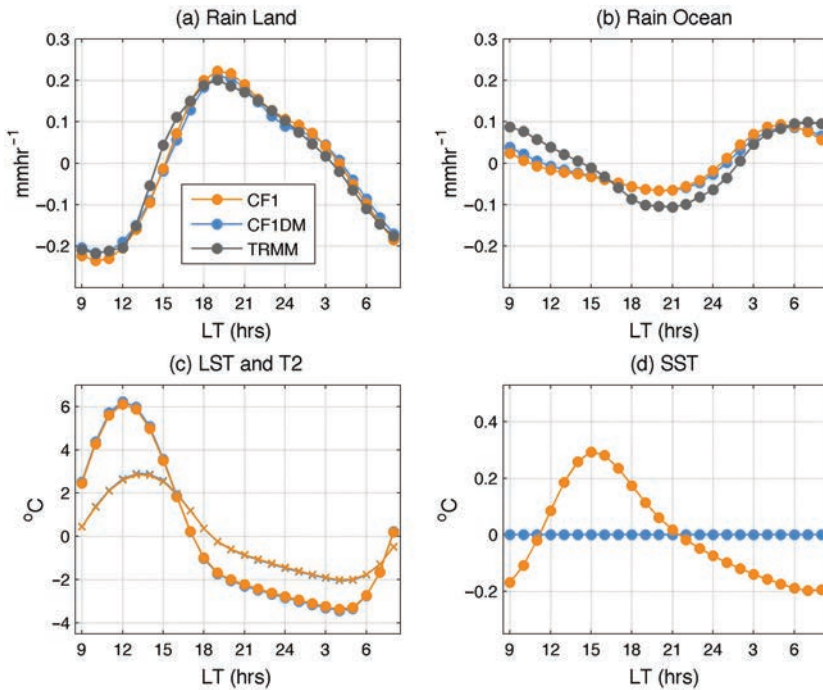 (a) Rain Land
0.3
0.2
0.1
0
−0.1
−0.2
mmhr⁻¹
CF1
CF1DM
TRMM
9 12 15 18 21 24 3 6
LT (hrs)
(b) Rain Ocean
0.3
0.2
0.1
0
−0.1
−0.2
mmhr⁻¹
9 12 15 18 21 24 3 6
LT (hrs)
(c) LST and T2
6
4
2
0
−2
−4
°C
9 12 15 18 21 24 3 6
LT (hrs)
(d) SST
0.4
0.2
0
−0.2
°C
9 12 15 18 21 24 3 6
LT (hrs)